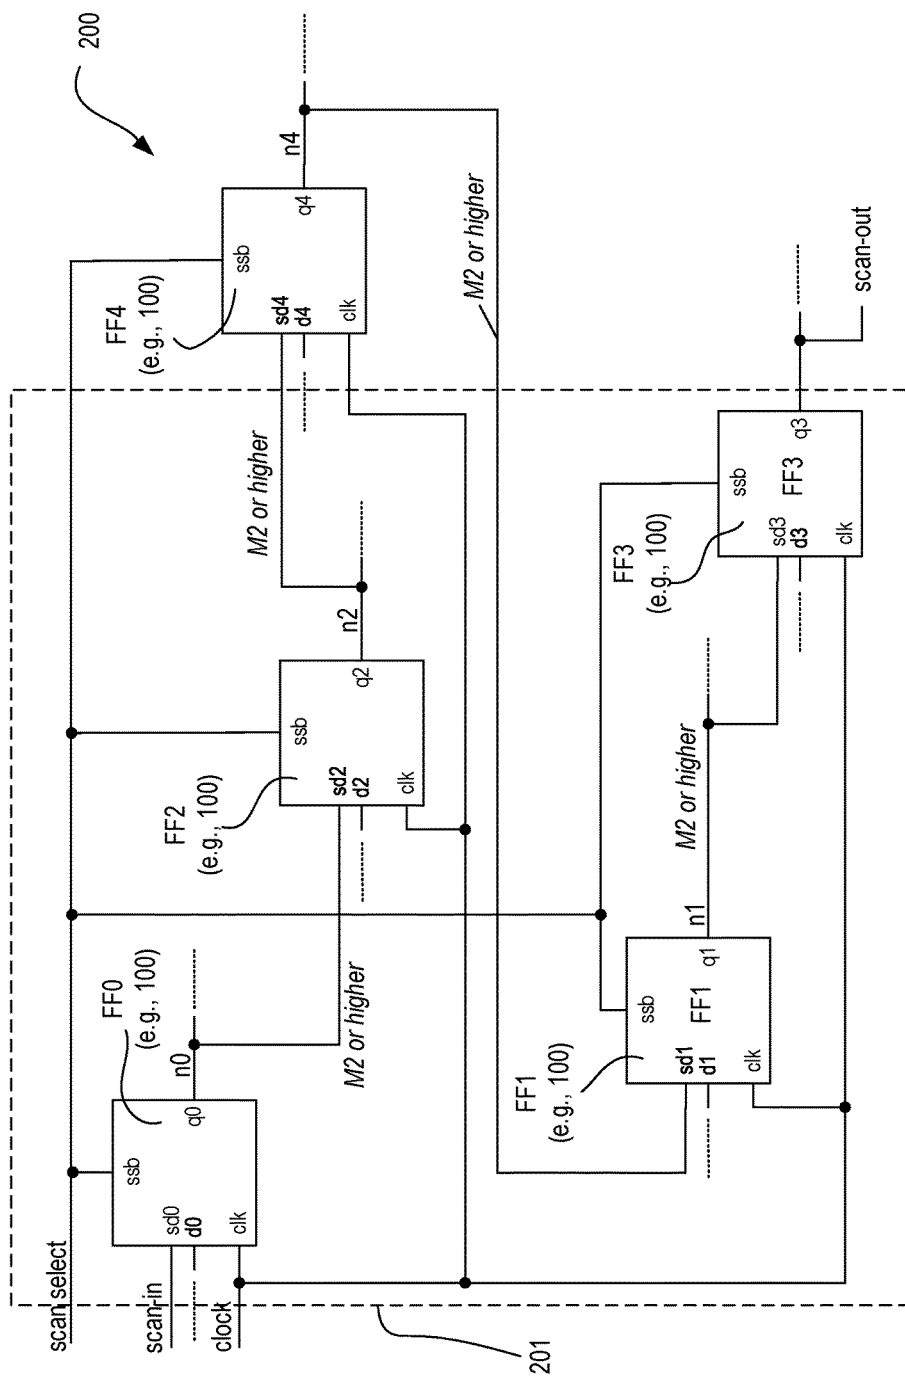 200
scan select
scan-in
clock
201
FF0
(e.g., 100)
ssb
sd0
d0
clk
q0
n0
M2 or higher
FF2
(e.g., 100)
ssb
sd2
d2
clk
q2
n2
M2 or higher
FF4
(e.g., 100)
ssb
sd4
d4
clk
q4
n4
M2 or higher
FF1
(e.g., 100)
ssb
sd1
d1
clk
FF1
q1
n1
M2 or higher
FF3
(e.g., 100)
ssb
sd3
d3
clk
FF3
q3
scan-out